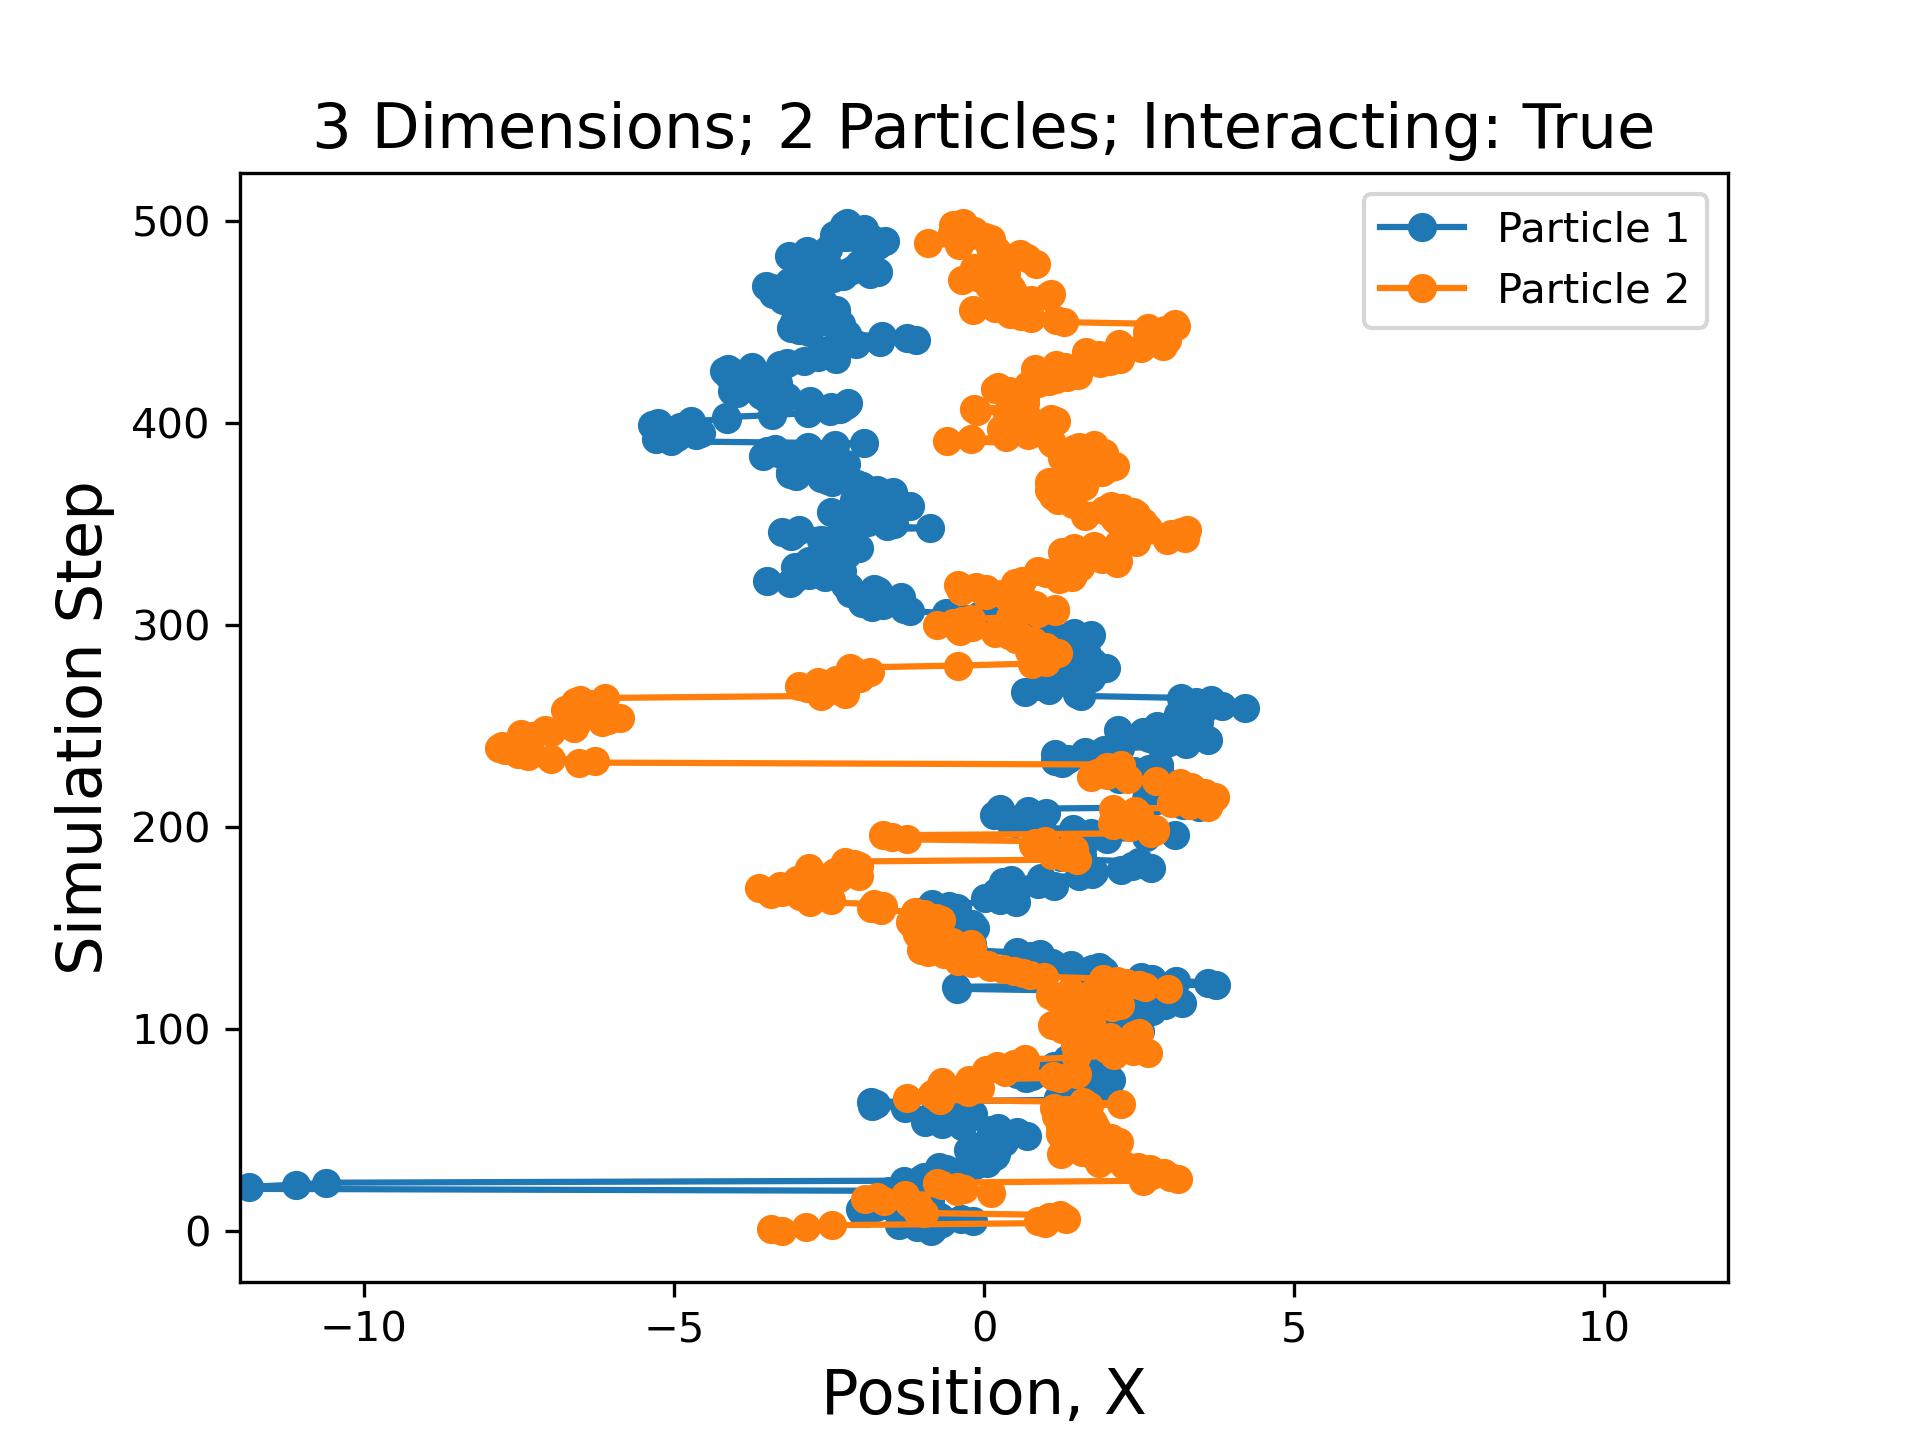 3 Dimensions; 2 Particles; Interacting: True
Particle 1
Particle 2
500
400
300
200
100
0
Simulation Step
−10
−5
0
5
10
Position, X